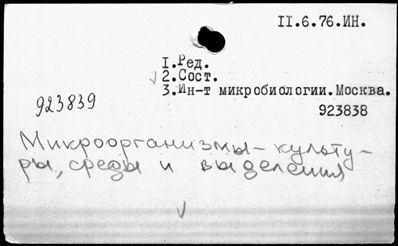 II.6.76.ИН.
I.Ред.
2.Сост.
3.Ин-т микробиологии.Москва.
923839
923838
Микроорганизмы-культу-
ры, среды и выделения